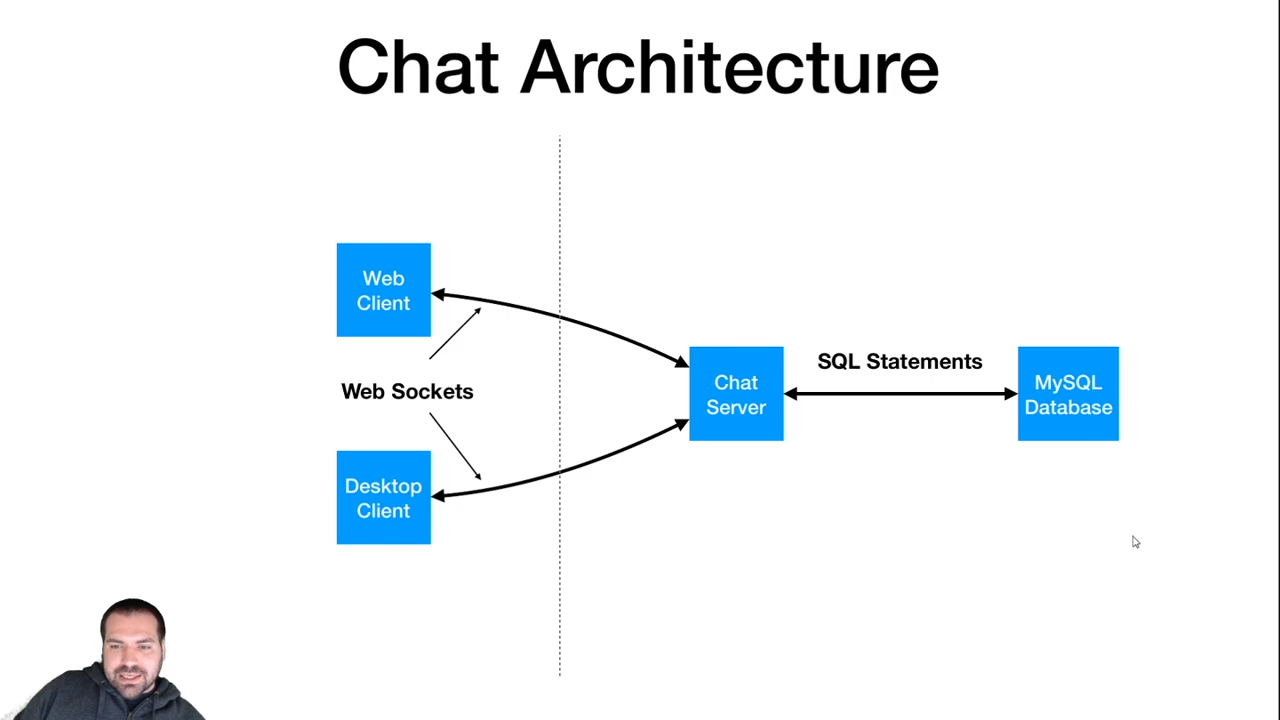 Chat Architecture
Web
Client
Web Sockets
Desktop
Client
Chat
Server
SQL Statements
MySQL
Database